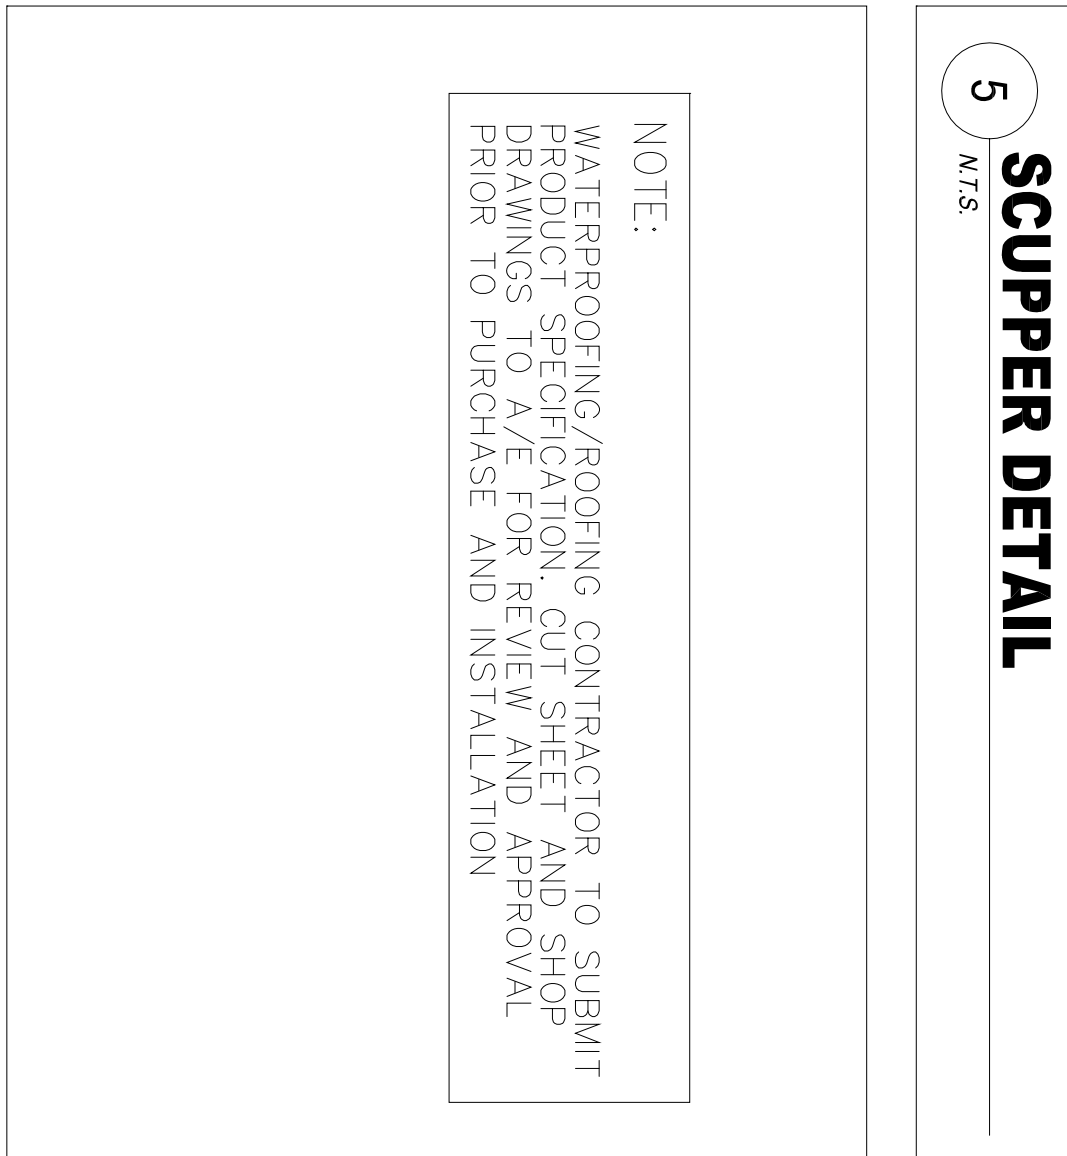 5
SCUPPER DETAIL
N.T.S.
NOTE:
WATERPROOFING/ROOFING CONTRACTOR TO SUBMIT
PRODUCT SPECIFICATION. CUT SHEET AND SHOP
DRAWINGS TO A/E FOR REVIEW AND APPROVAL
PRIOR TO PURCHASE AND INSTALLATION